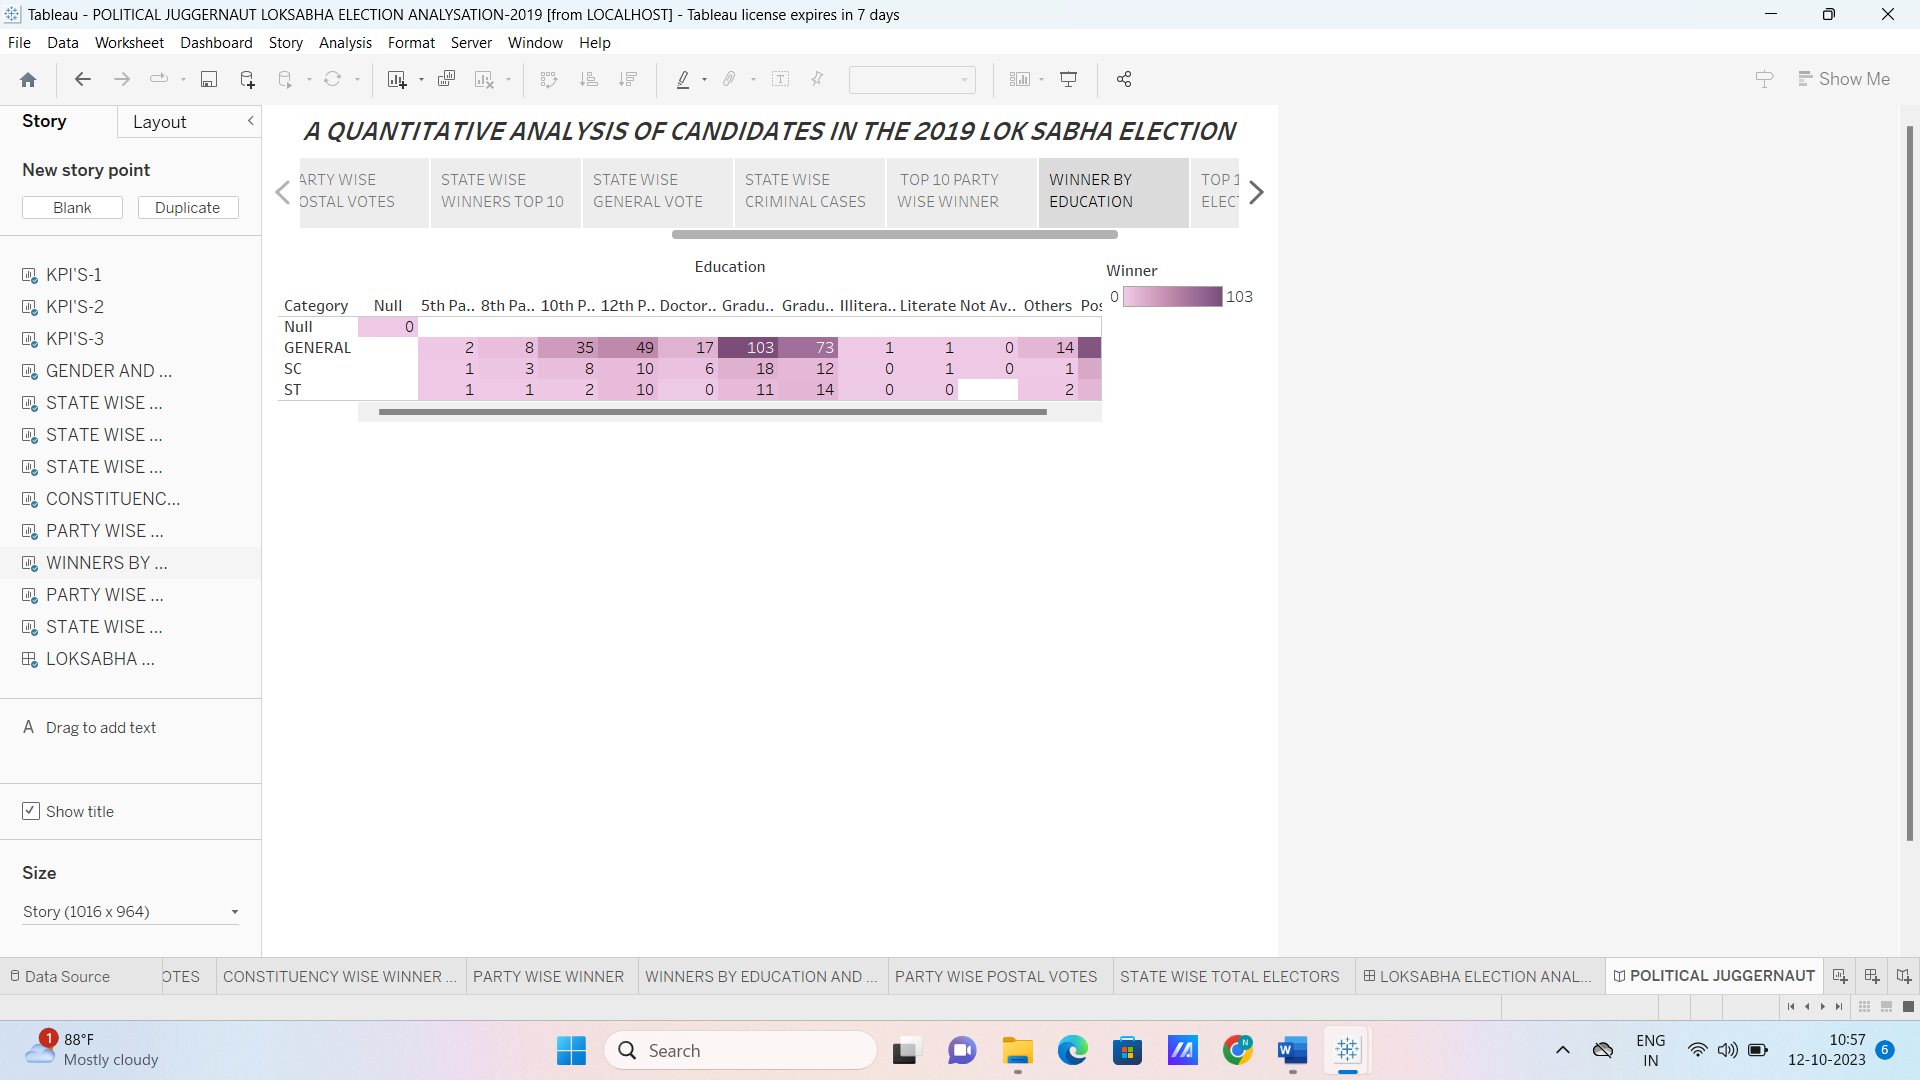 Tableau - POLITICAL JUGGERNAUT LOKSABHA ELECTION ANALYSATION-2019 [from LOCALHOST] - Tableau license expires in 7 days
File Data Worksheet Dashboard Story Analysis Format Server Window Help
Show Me
Story Layout
New story point
Blank Duplicate
KPI'S-1
KPI'S-2
KPI'S-3
GENDER AND ...
STATE WISE ...
STATE WISE ...
STATE WISE ...
CONSTITUENC...
PARTY WISE ...
WINNERS BY ...
PARTY WISE ...
STATE WISE ...
LOKSABHA ...
A Drag to add text
Show title
Size
Story (1016 x 964)
A QUANTITATIVE ANALYSIS OF CANDIDATES IN THE 2019 LOK SABHA ELECTION
ARTY WISE
OSTAL VOTES
STATE WISE
WINNERS TOP 10
STATE WISE
GENERAL VOTE
STATE WISE
CRIMINAL CASES
TOP 10 PARTY
WISE WINNER
WINNER BY
EDUCATION
TOP 1
ELECT
Education
Category Null 5th Pa.. 8th Pa.. 10th P.. 12th P.. Doctor.. Gradu.. Gradu.. Illitera.. Literate Not Av.. Others Pos
Null 0
GENERAL 2 8 35 49 17 103 73 1 1 0 14
SC 1 3 8 10 6 18 12 0 1 0 1
ST 1 1 2 10 0 11 14 0 0 2
Winner
0 103
Data Source OTES CONSTITUENCY WISE WINNER ... PARTY WISE WINNER WINNERS BY EDUCATION AND ... PARTY WISE POSTAL VOTES STATE WISE TOTAL ELECTORS LOKSABHA ELECTION ANAL... POLITICAL JUGGERNAUT
1
88°F
Mostly cloudy
Search
N
W
ENG
IN
10:57
12-10-2023
6